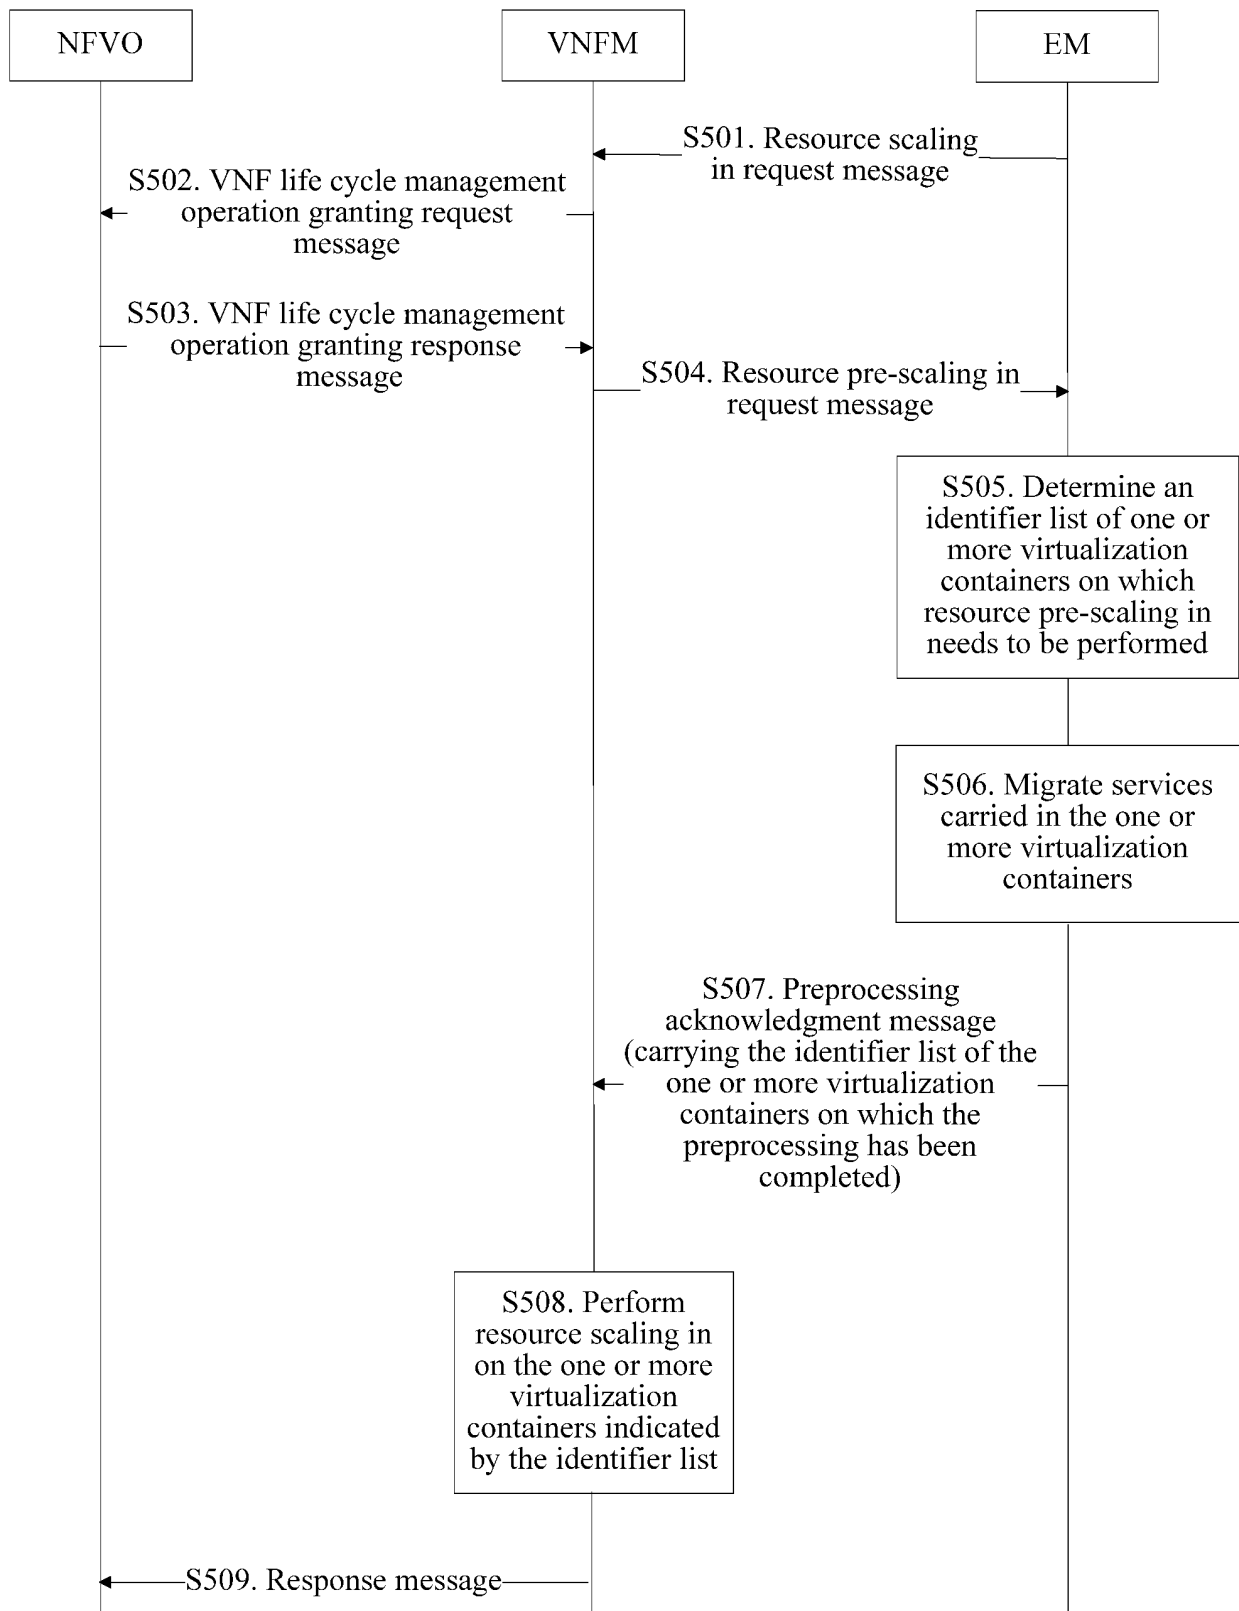 NFVO
VNFM
EM
S501. Resource scaling
in request message
S502. VNF life cycle management
operation granting request
message
S503. VNF life cycle management
operation granting response
message
S504. Resource pre-scaling in
request message
S505. Determine an
identifier list of one or
more virtualization
containers on which
resource pre-scaling in
needs to be performed
S506. Migrate services
carried in the one or
more virtualization
containers
S507. Preprocessing
acknowledgment message
(carrying the identifier list of the
one or more virtualization
containers on which the
preprocessing has been
completed)
S508. Perform
resource scaling in
on the one or more
virtualization
containers indicated
by the identifier list
S509. Response message